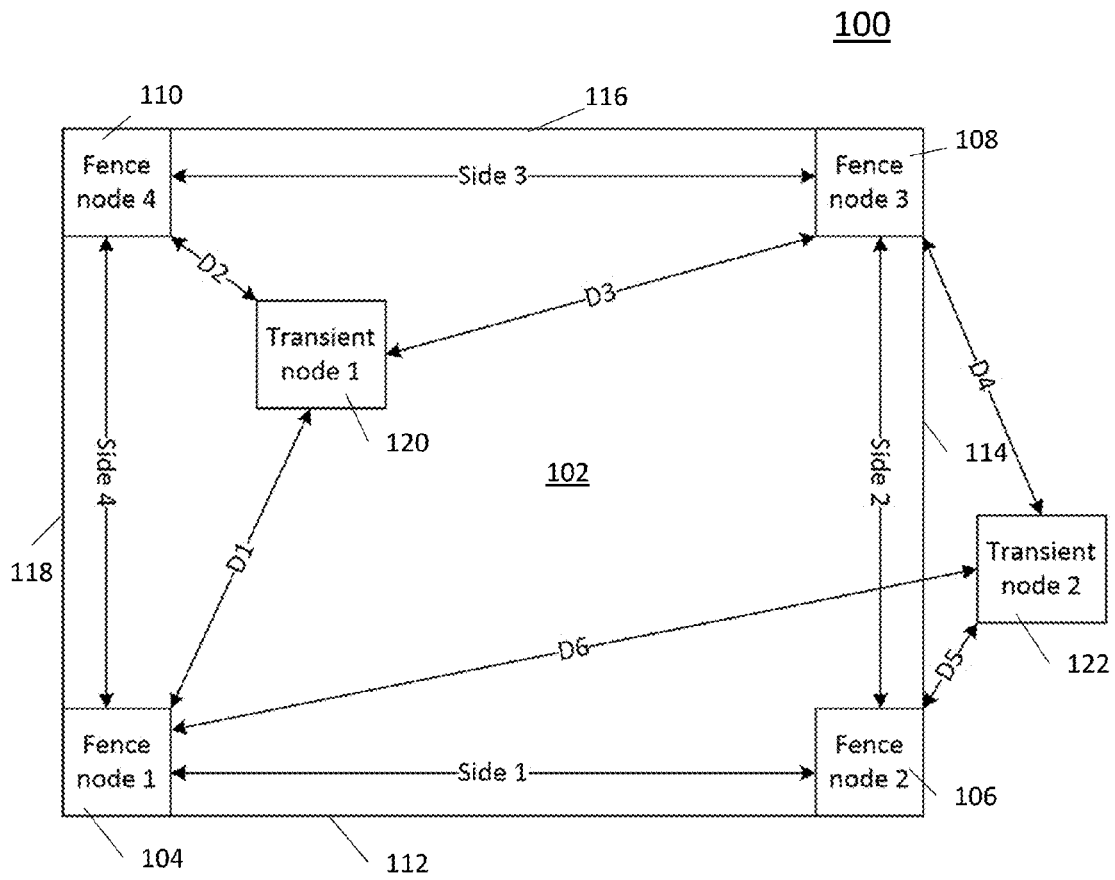 100
110
116
108
Fence
node 4
Side 3
Fence
node 3
D2
D3
Transient
node 1
D4
120
114
Side 4
102
Side 2
D1
118
Transient
node 2
D6
D5
122
Fence
node 1
Side 1
Fence
node 2
106
104
112